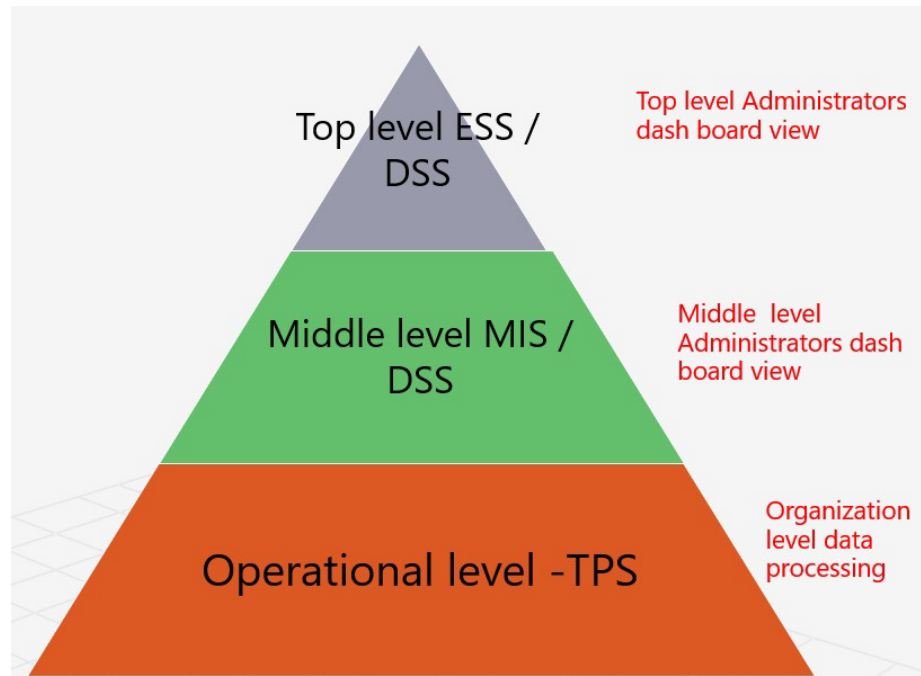 Top level ESS /
DSS
Top level Administrators
dash board view
Middle level MIS /
DSS
Middle level
Administrators dash
board view
Operational level -TPS
Organization
level data
processing